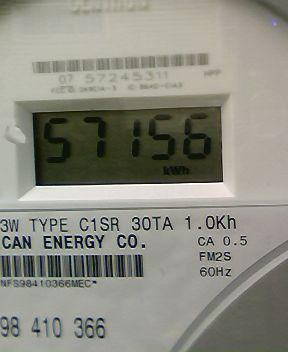 07 57245311
57156
kWh
3W TYPE C1SR 30TA 1.0Kh
CAN ENERGY CO.
CA 0.5
FM2S
60Hz
NFS98410366MEC*
98 410 366